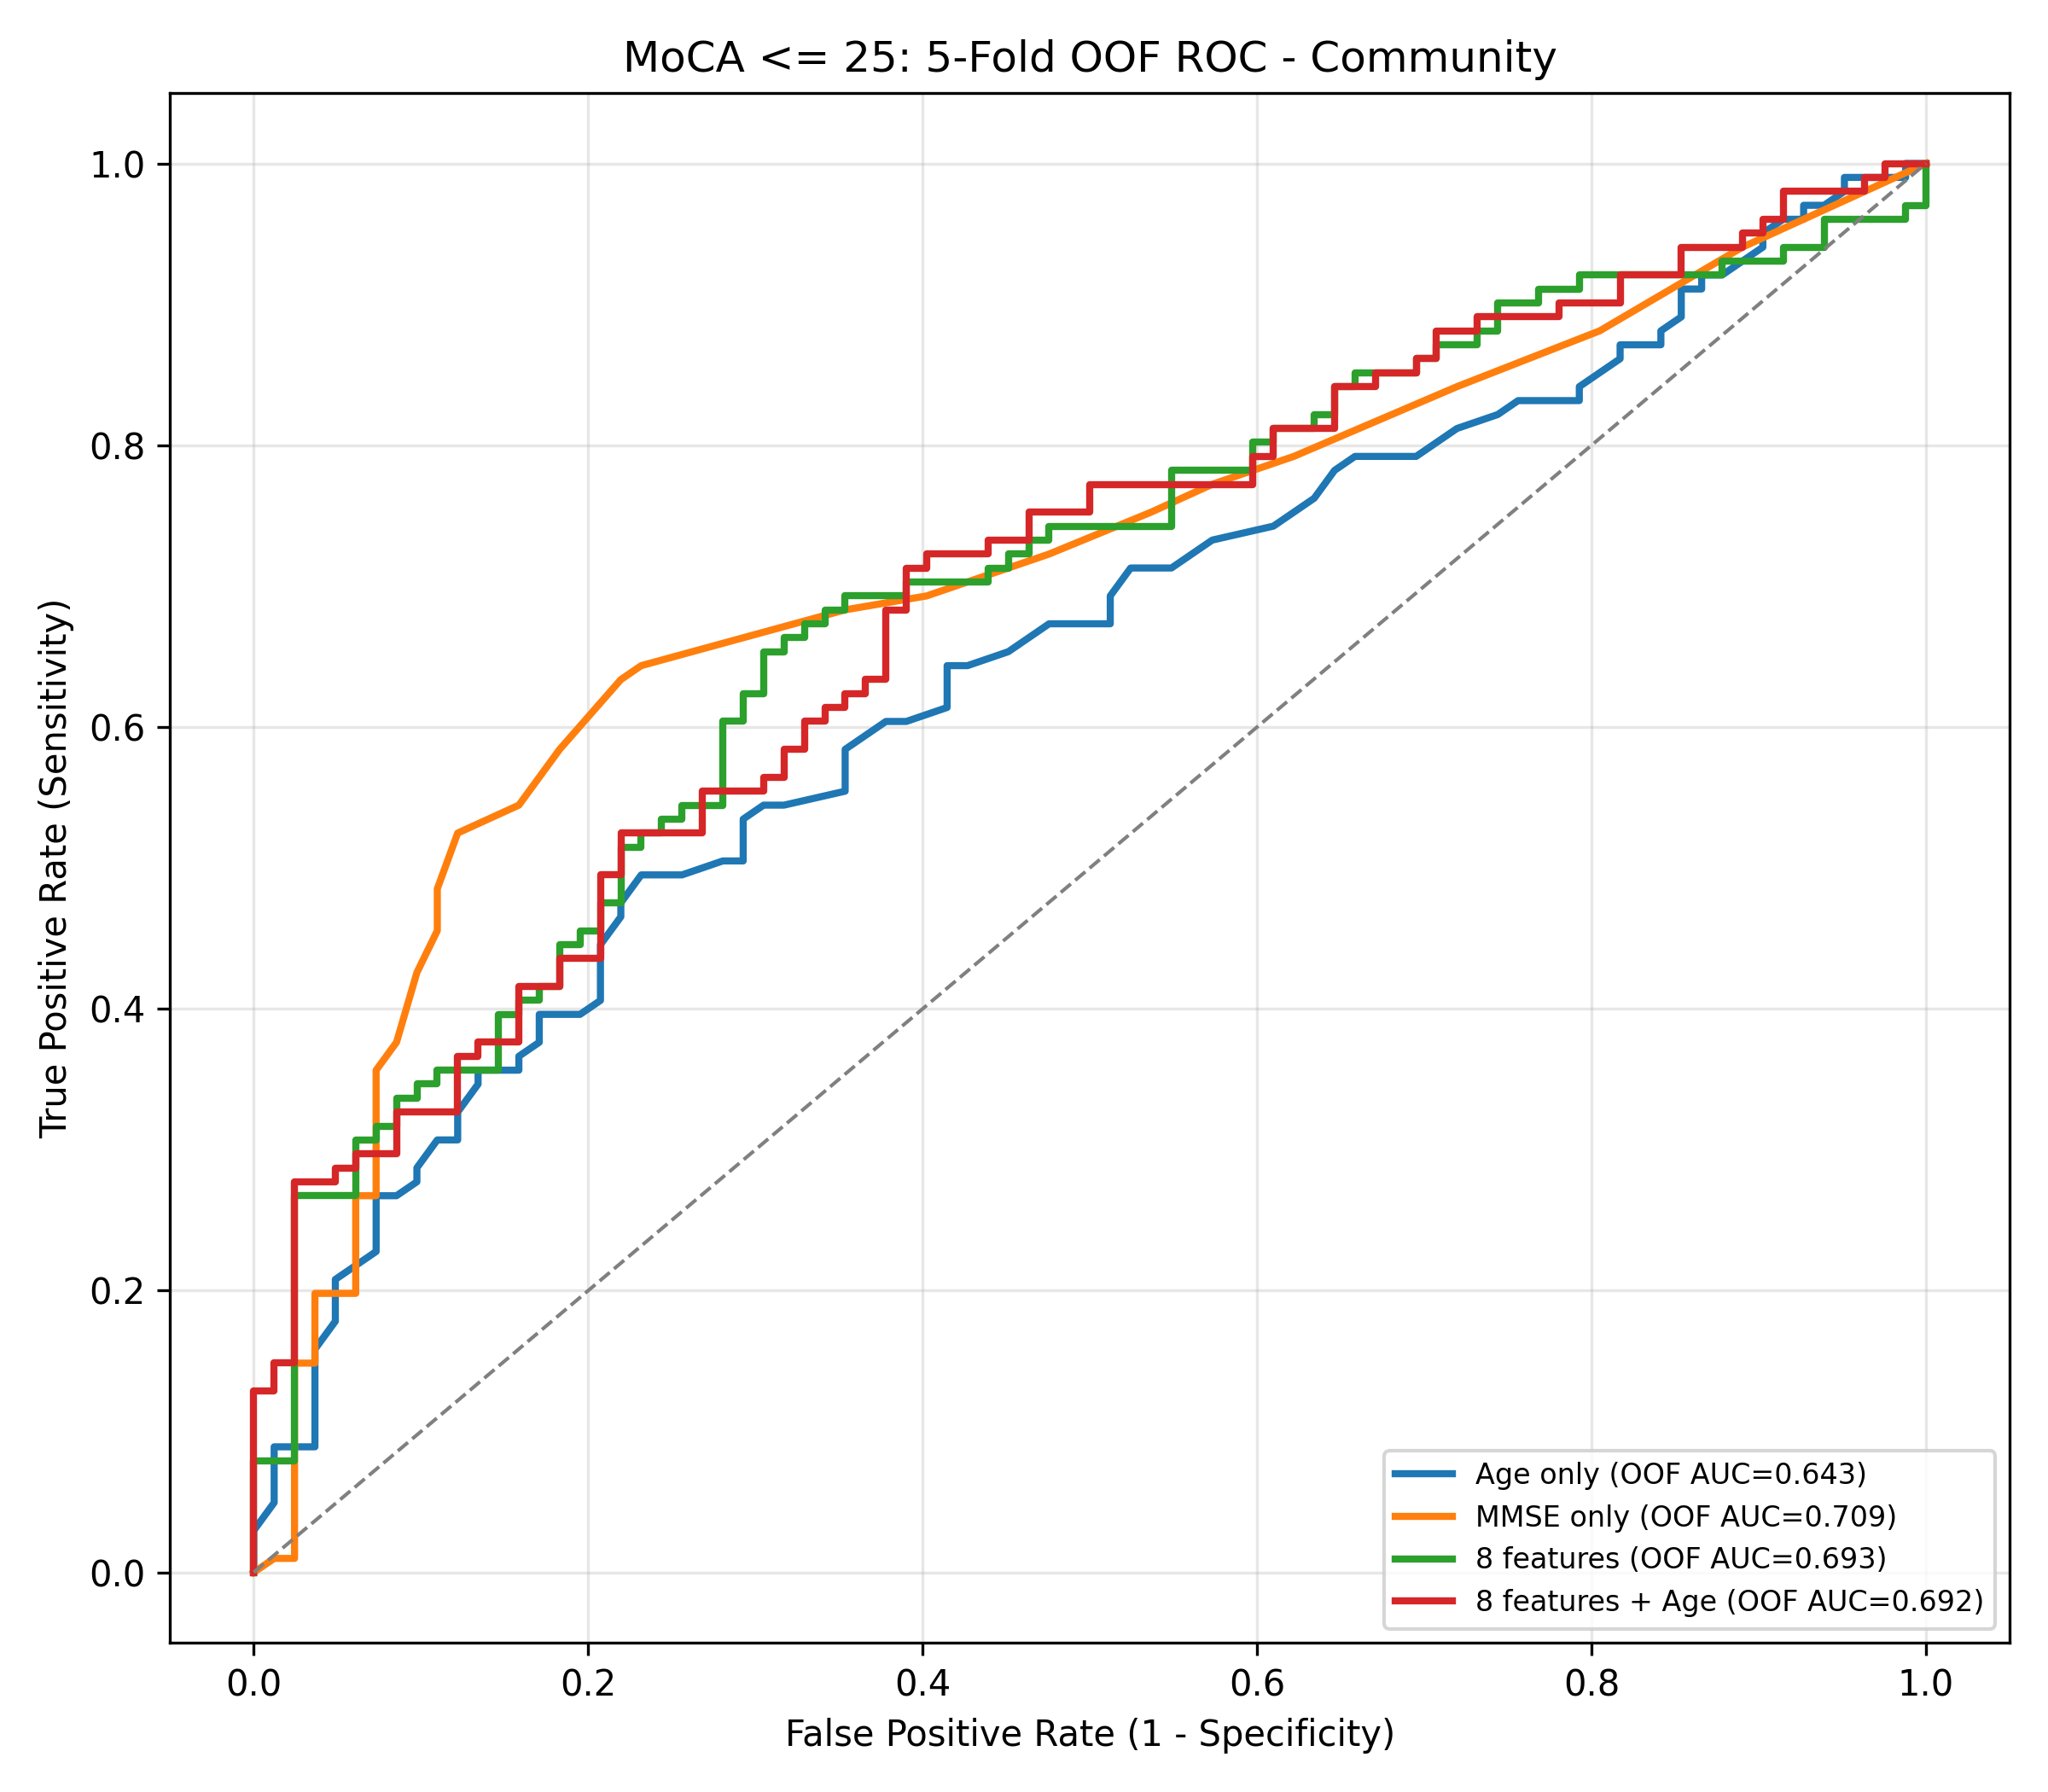 MoCA <= 25: 5-Fold OOF ROC - Community
True Positive Rate (Sensitivity)
1.0
0.8
0.6
0.4
0.2
0.0
0.0 0.2 0.4 0.6 0.8 1.0
False Positive Rate (1 - Specificity)
Age only (OOF AUC=0.643)
MMSE only (OOF AUC=0.709)
8 features (OOF AUC=0.693)
8 features + Age (OOF AUC=0.692)